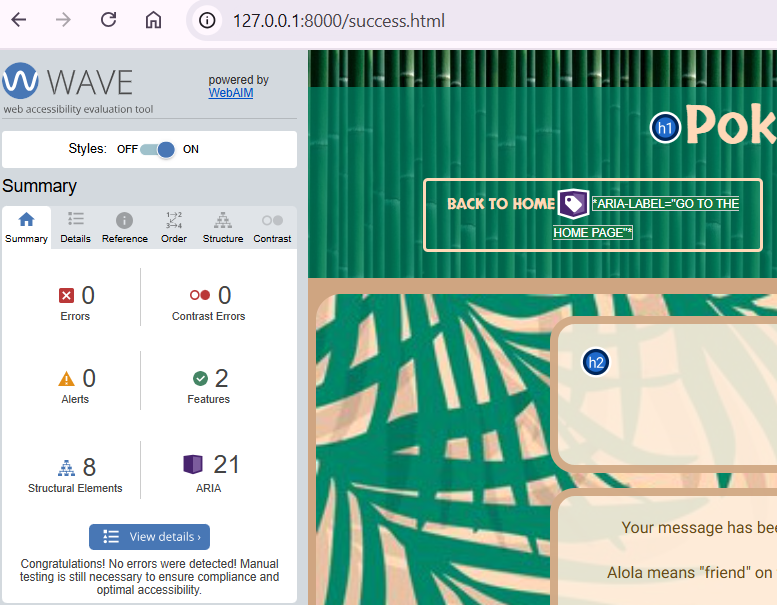 127.0.0.1:8000/success.html
WAVE
web accessibility evaluation tool
powered by
WebAIM
Styles: OFF ON
Summary
Summary Details Reference Order Structure Contrast
0
Errors
0
Contrast Errors
0
Alerts
2
Features
8
Structural Elements
21
ARIA
View details ›
Congratulations! No errors were detected! Manual
testing is still necessary to ensure compliance and
optimal accessibility.
h1 Pok
BACK TO HOME *ARIA-LABEL="GO TO THE
HOME PAGE"*
h2
Your message has bee
Alola means "friend" on